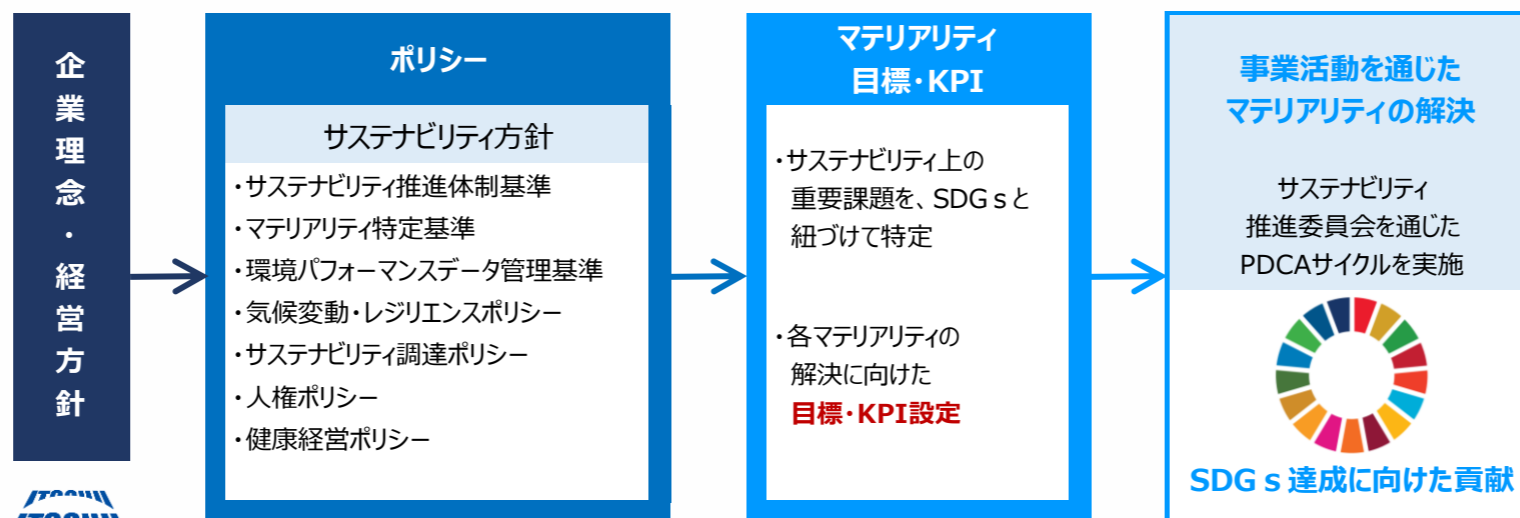 企業理念・経営方針
ポリシー
サステナビリティ方針
・サステナビリティ推進体制基準
・マテリアリティ特定基準
・環境パフォーマンスデータ管理基準
・気候変動・レジリエンスポリシー
・サステナビリティ調達ポリシー
・人権ポリシー
・健康経営ポリシー
マテリアリティ
目標・KPI
・サステナビリティ上の
重要課題を、SDGsと
紐づけて特定
・各マテリアリティの
解決に向けた
目標・KPI設定
事業活動を通じた
マテリアリティの解決
サステナビリティ
推進委員会を通じた
PDCAサイクルを実施
SDGs達成に向けた貢献